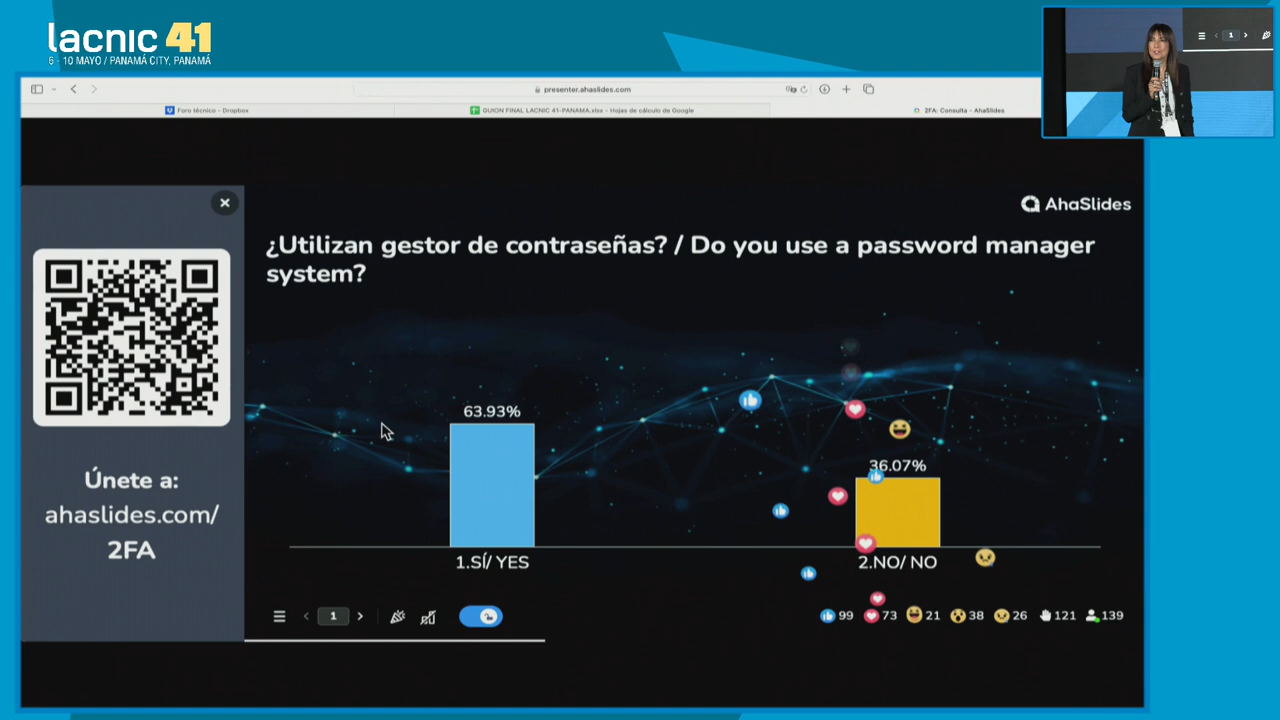 lacnic 41
6 - 10 MAYO / PANAMÁ CITY, PANAMÁ
presenter.ahaslides.com
Foro técnico - Dropbox
GUION FINAL LACNIC 41-PANAMA.xlsx - Hojas de cálculo de Google
2FA: Consulta - AhaSlides
1
AhaSlides
¿Utilizan gestor de contraseñas? / Do you use a password manager
system?
63.93%
36.07%
1.SÍ/ YES
2.NO/ NO
Únete a:
ahaslides.com/
2FA
1
99 73 21 38 26 121 139